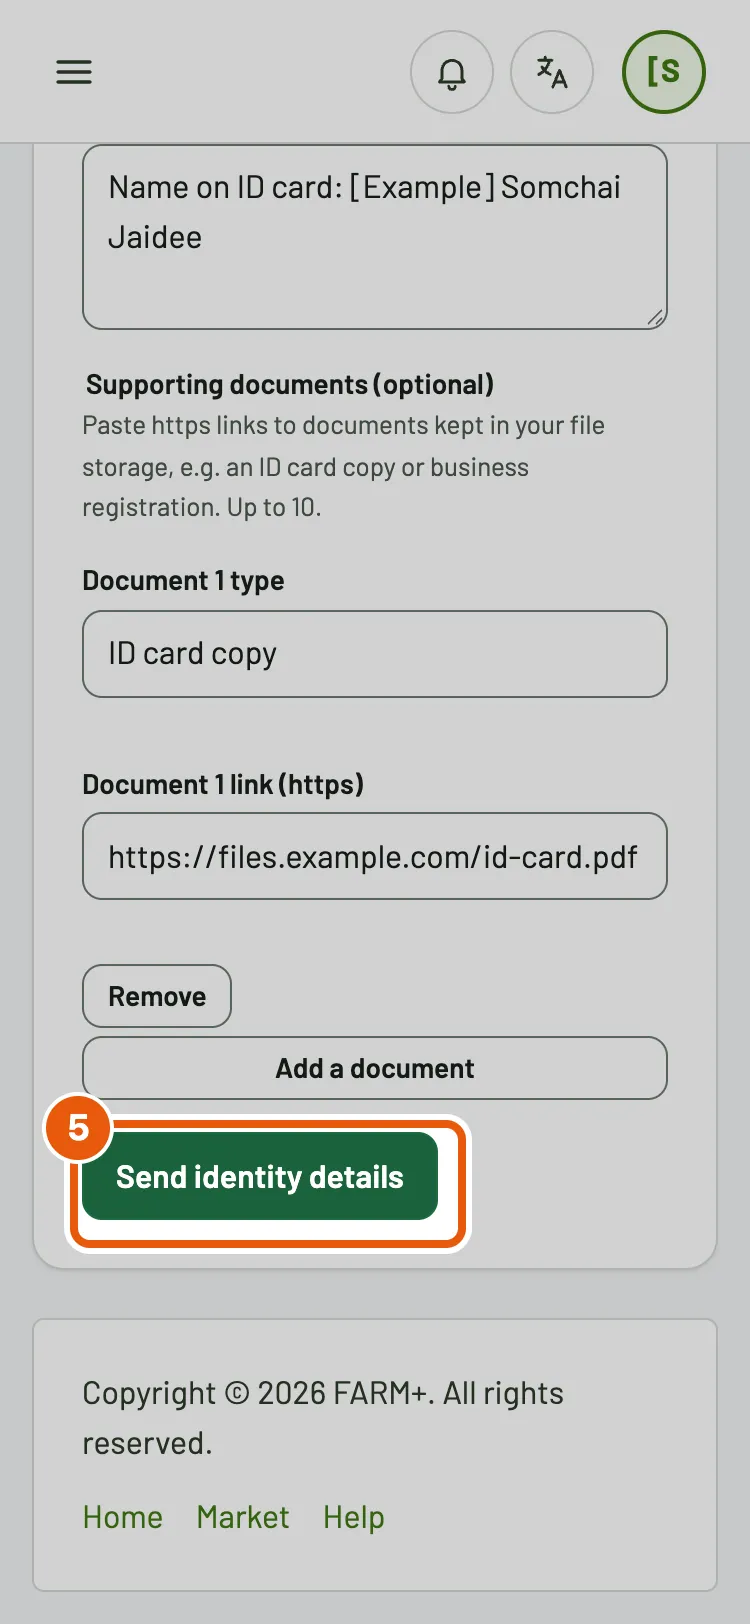 [S
Name on ID card: [Example] Somchai
Jaidee
Supporting documents (optional)
Paste https links to documents kept in your file
storage, e.g. an ID card copy or business
registration. Up to 10.
Document 1 type
ID card copy
Document 1 link (https)
https://files.example.com/id-card.pdf
Remove
Add a document
5
Send identity details
Copyright © 2026 FARM+. All rights
reserved.
Home Market Help